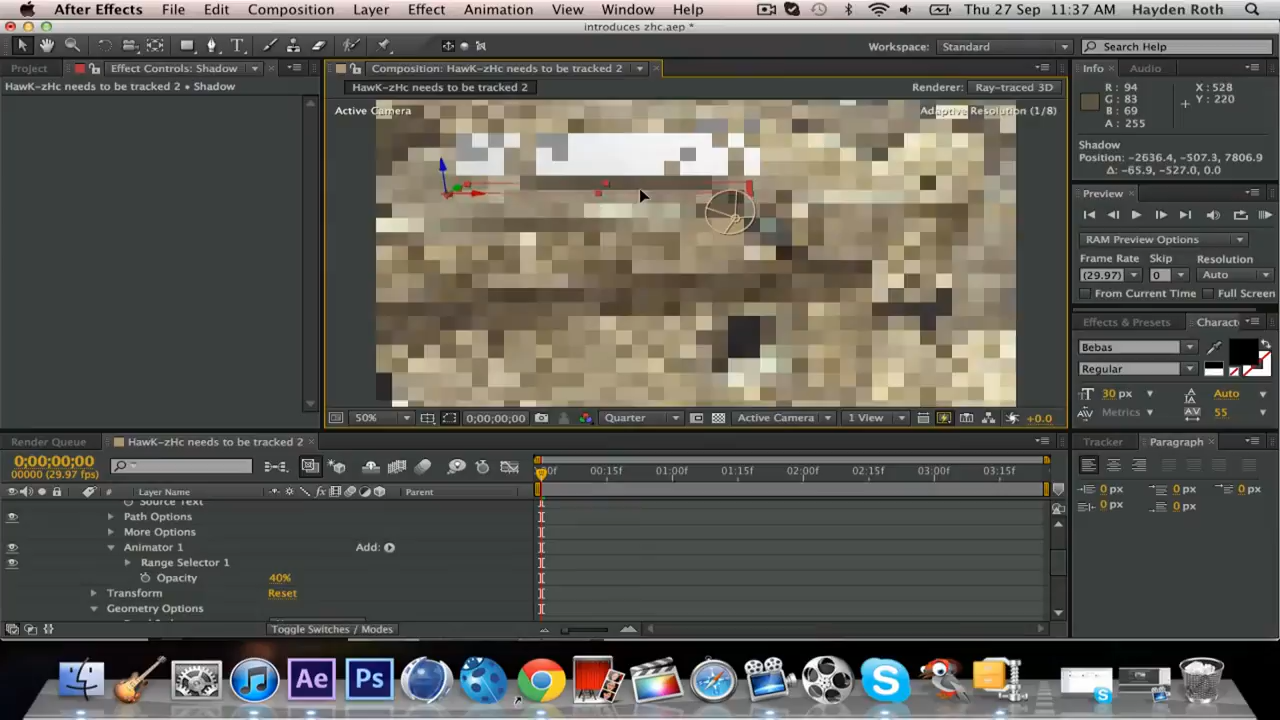 After Effects File Edit Composition Layer Effect Animation View Window Help Thu 27 Sep 11:37 AM Hayden Roth
introduces zhc.aep *
Workspace: Standard Search Help
Project Effect Controls: Shadow Composition: HawK-zHc needs to be tracked 2 Info Audio
HawK-zHc needs to be tracked 2 • Shadow HawK-zHc needs to be tracked 2 Renderer: Ray-traced 3D
Active Camera Adaptive Resolution (1/8)
R: 94 X: 528
G: 83 Y: 220
B: 69
A: 255
Shadow
Position: -2636.4, -507.3, 7806.9
Δ: -65.9, -527.0, 0.0
Preview
RAM Preview Options
Frame Rate Skip Resolution
(29.97) 0 Auto
From Current Time Full Screen
Effects & Presets Charact
Bebas
Regular
30 px Auto
Metrics 55
50% 0;00;00;00 Quarter Active Camera 1 View +0.0
Render Queue HawK-zHc needs to be tracked 2 Tracker Paragraph
0;00;00;00
00000 (29.97 fps)
:00f 00:15f 01:00f 01:15f 02:00f 02:15f 03:00f 03:15f
# Layer Name Parent
0 px 0 px 0 px
0 px 0 px
Source Text
Path Options
More Options
Animator 1 Add:
Range Selector 1
Opacity 40%
Transform Reset
Geometry Options
Toggle Switches / Modes
Ae Ps